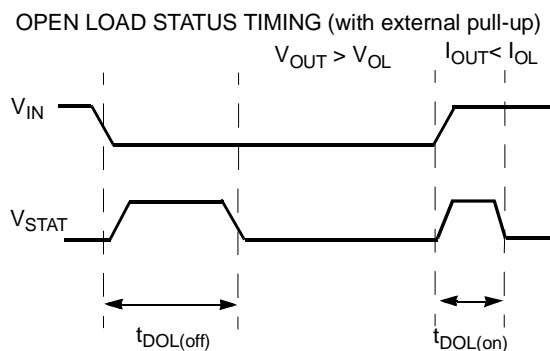 OPEN LOAD STATUS TIMING (with external pull-up)
VOUT > VOL
IOUT< IOL
VIN
VSTAT
tDOL(off)
tDOL(on)